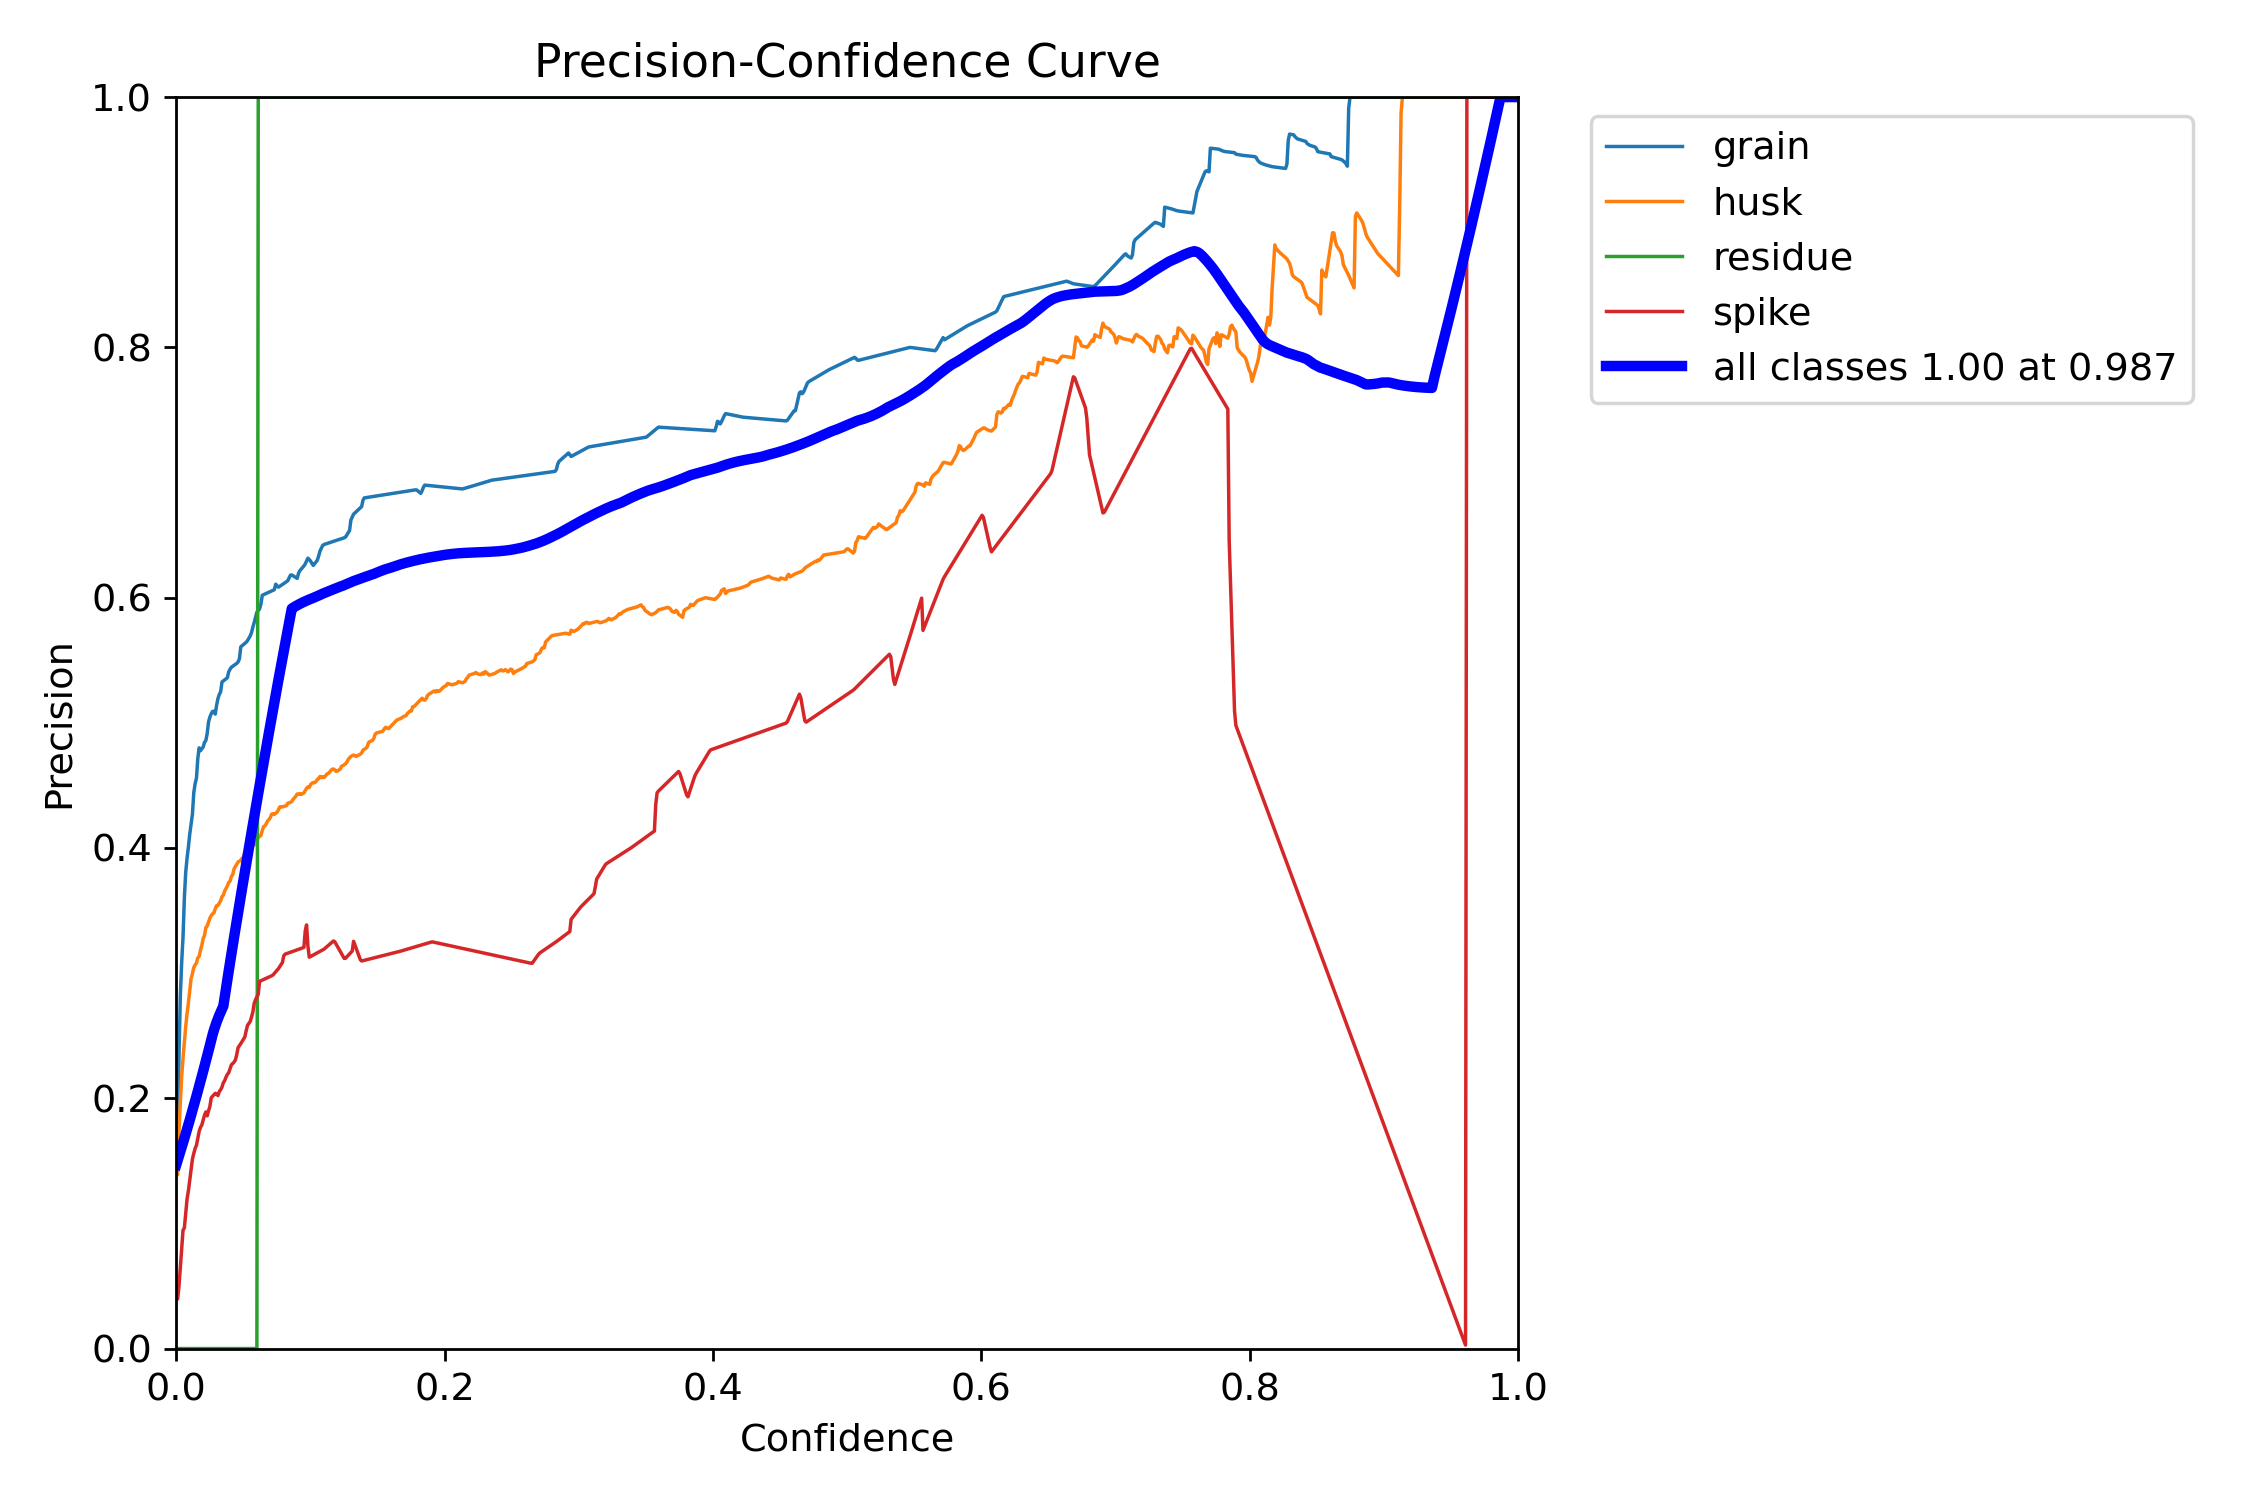 Precision-Confidence Curve
1.0
0.8
0.6
0.4
0.2
0.0
Precision
0.0 0.2 0.4 0.6 0.8 1.0
Confidence
grain
husk
residue
spike
all classes 1.00 at 0.987